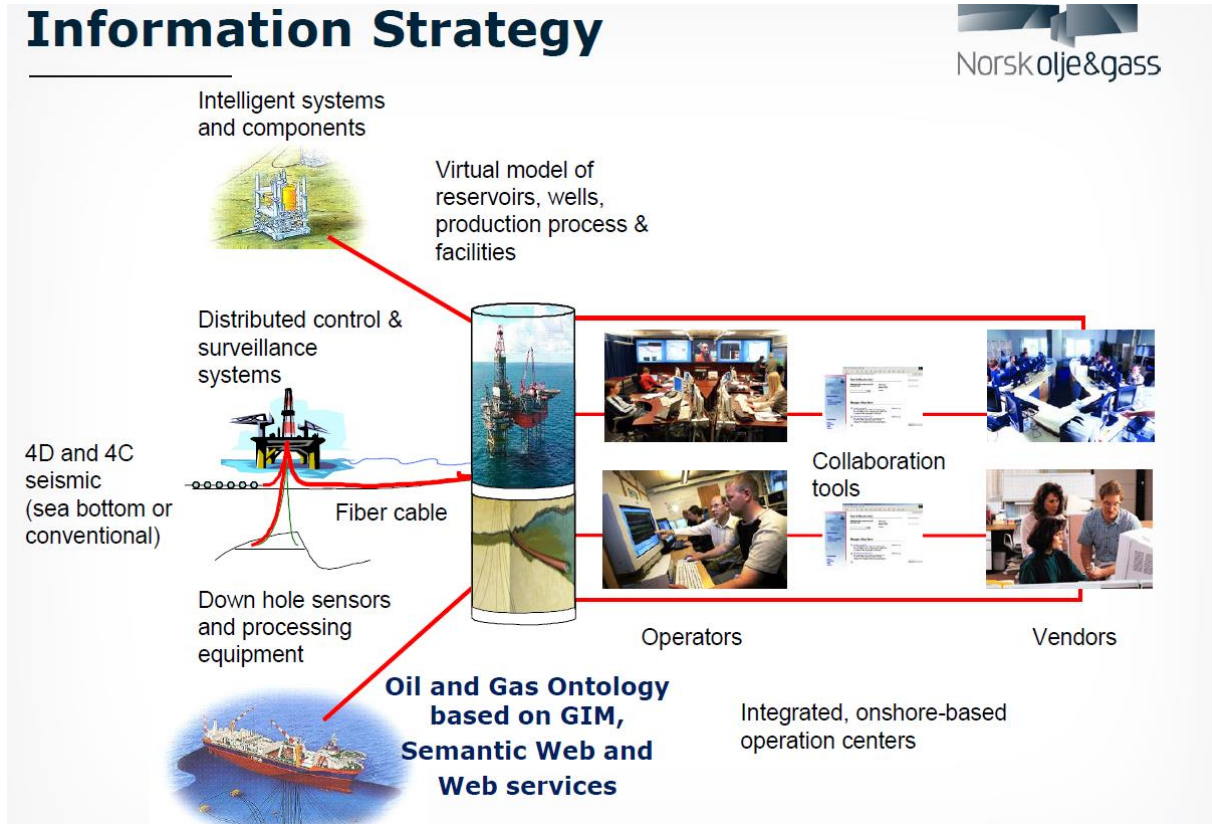 Information Strategy
Norsk olje&gass
Intelligent systems
and components
Virtual model of
reservoirs, wells,
production process &
facilities
Distributed control &
surveillance
systems
4D and 4C
seismic
(sea bottom or
conventional)
Fiber cable
Collaboration
tools
Down hole sensors
and processing
equipment
Operators
Vendors
Oil and Gas Ontology
based on GIM,
Semantic Web and
Web services
Integrated, onshore-based
operation centers